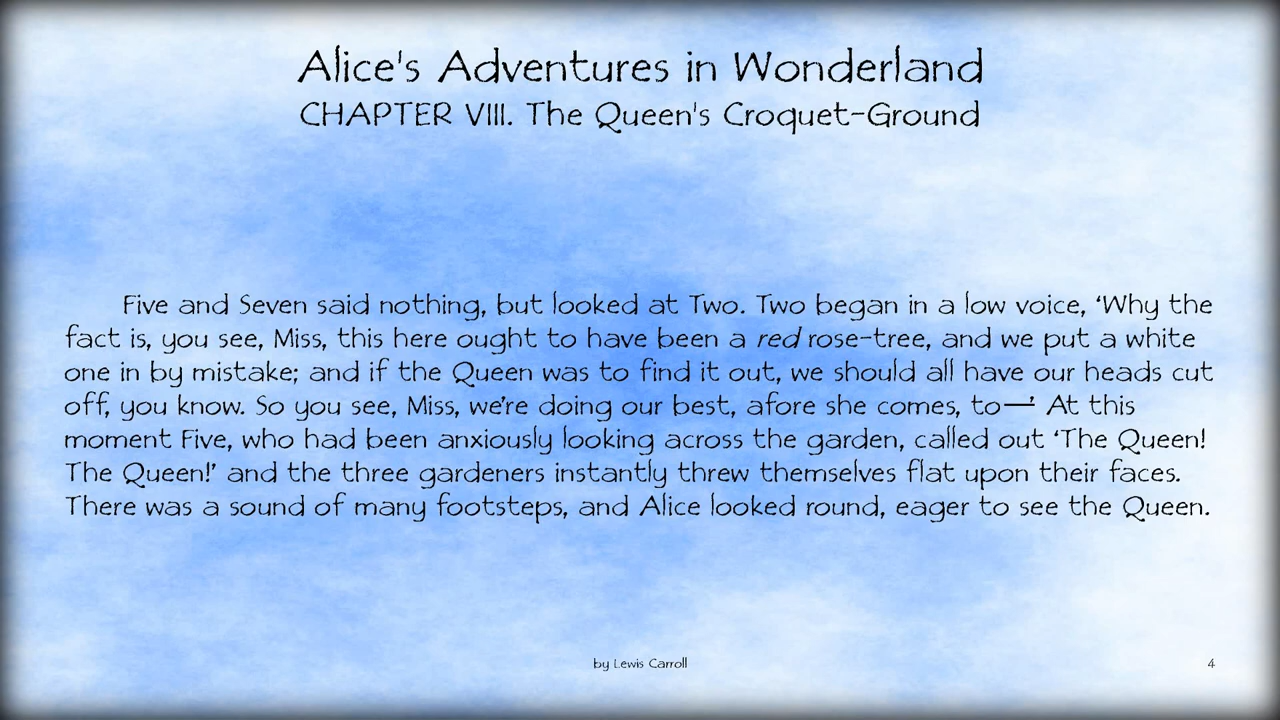 Alice's Adventures in Wonderland
CHAPTER VIII. The Queen's Croquet-Ground
Five and Seven said nothing, but looked at Two. Two began in a low voice, ‘Why the
fact is, you see, Miss, this here ought to have been a red rose-tree, and we put a white
one in by mistake; and if the Queen was to find it out, we should all have our heads cut
off, you know. So you see, Miss, we’re doing our best, afore she comes, to—’ At this
moment Five, who had been anxiously looking across the garden, called out ‘The Queen!
The Queen!’ and the three gardeners instantly threw themselves flat upon their faces.
There was a sound of many footsteps, and Alice looked round, eager to see the Queen.
by Lewis Carroll
4